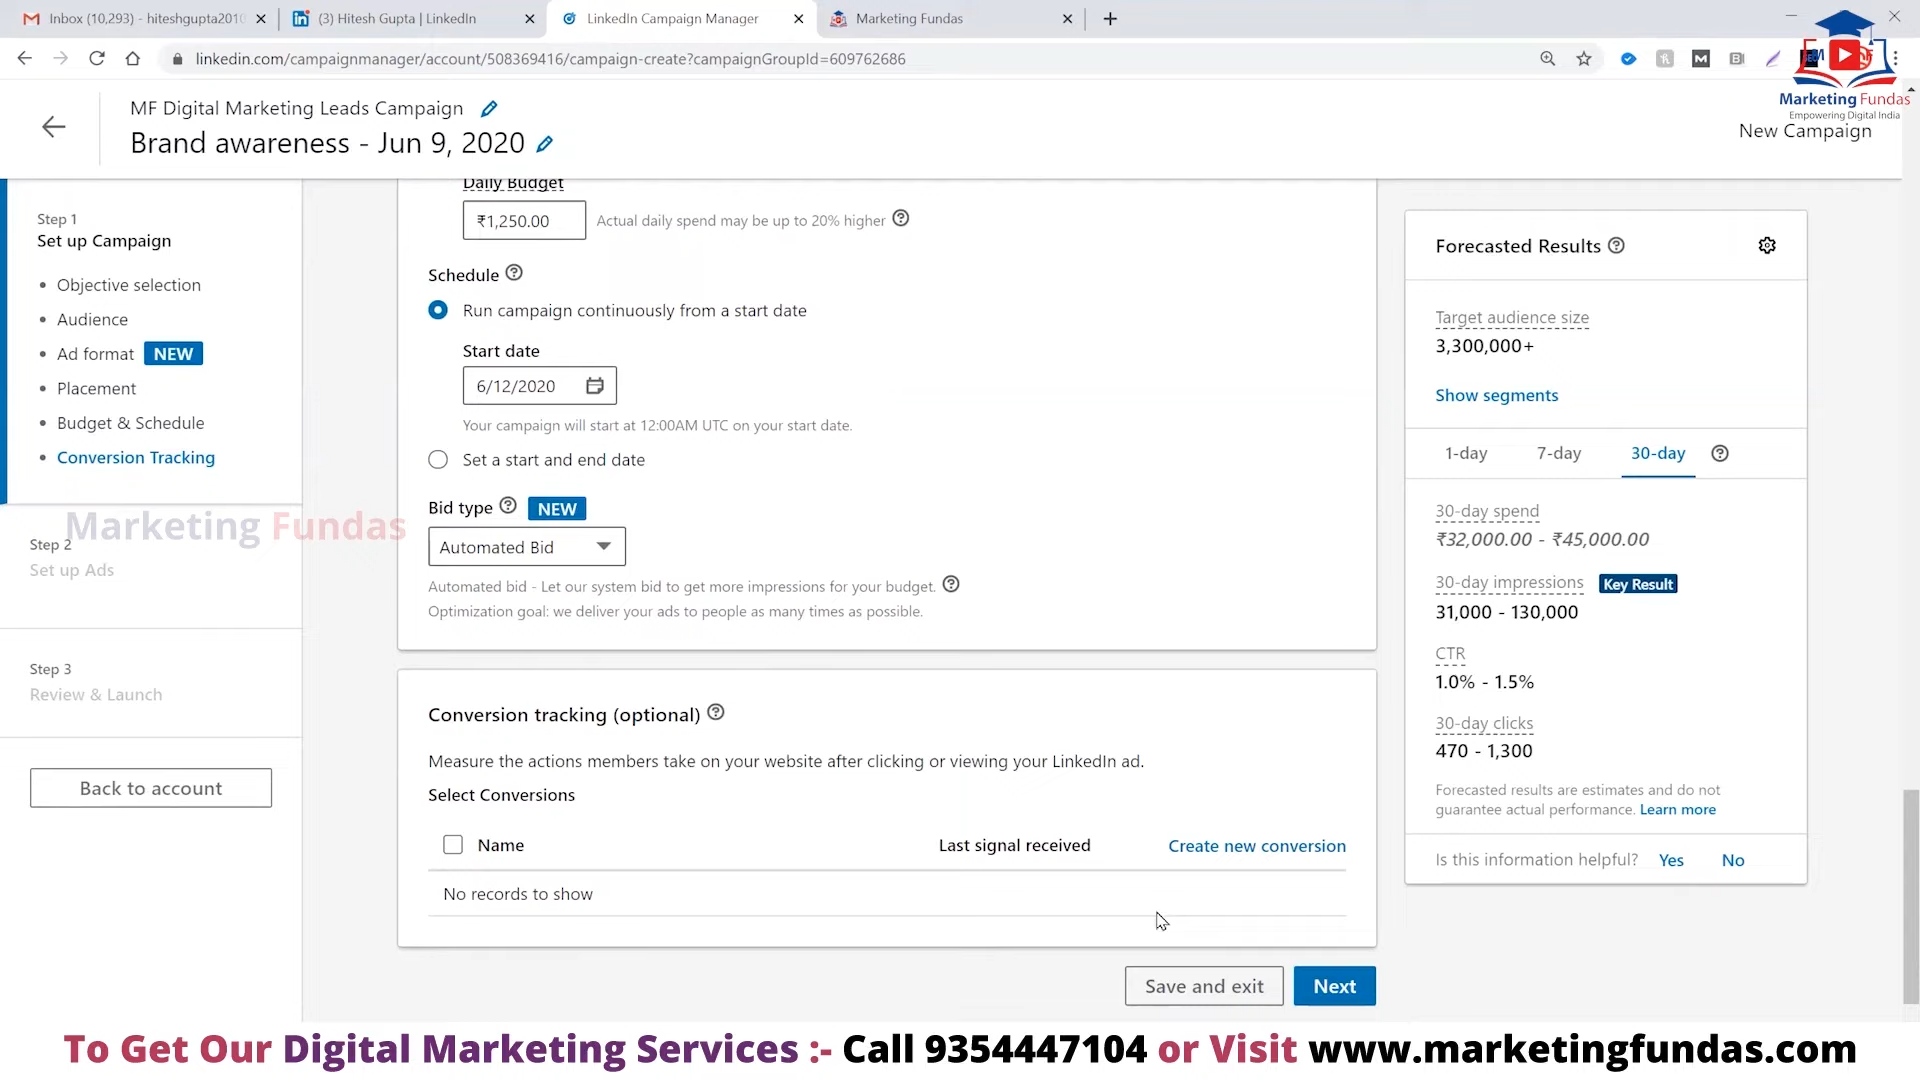 Inbox (10,293) - hiteshgupta2010
(3) Hitesh Gupta | LinkedIn
LinkedIn Campaign Manager
Marketing Fundas
linkedin.com/campaignmanager/account/508369416/campaign-create?campaignGroupId=609762686
Marketing Fundas
Empowering Digital India
MF Digital Marketing Leads Campaign
Brand awareness - Jun 9, 2020
New Campaign
Step 1
Set up Campaign
• Objective selection
• Audience
• Ad format NEW
• Placement
• Budget & Schedule
• Conversion Tracking
Marketing Fundas
Step 2
Set up Ads
Step 3
Review & Launch
Back to account
Daily Budget
₹1,250.00
Actual daily spend may be up to 20% higher
Schedule
Run campaign continuously from a start date
Start date
6/12/2020
Your campaign will start at 12:00AM UTC on your start date.
Set a start and end date
Bid type NEW
Automated Bid
Automated bid - Let our system bid to get more impressions for your budget.
Optimization goal: we deliver your ads to people as many times as possible.
Conversion tracking (optional)
Measure the actions members take on your website after clicking or viewing your LinkedIn ad.
Select Conversions
Name
Last signal received
Create new conversion
No records to show
Save and exit
Next
Forecasted Results
Target audience size
3,300,000+
Show segments
1-day
7-day
30-day
30-day spend
₹32,000.00 - ₹45,000.00
30-day impressions Key Result
31,000 - 130,000
CTR
1.0% - 1.5%
30-day clicks
470 - 1,300
Forecasted results are estimates and do not
guarantee actual performance. Learn more
Is this information helpful? Yes No
To Get Our Digital Marketing Services :- Call 9354447104 or Visit www.marketingfundas.com